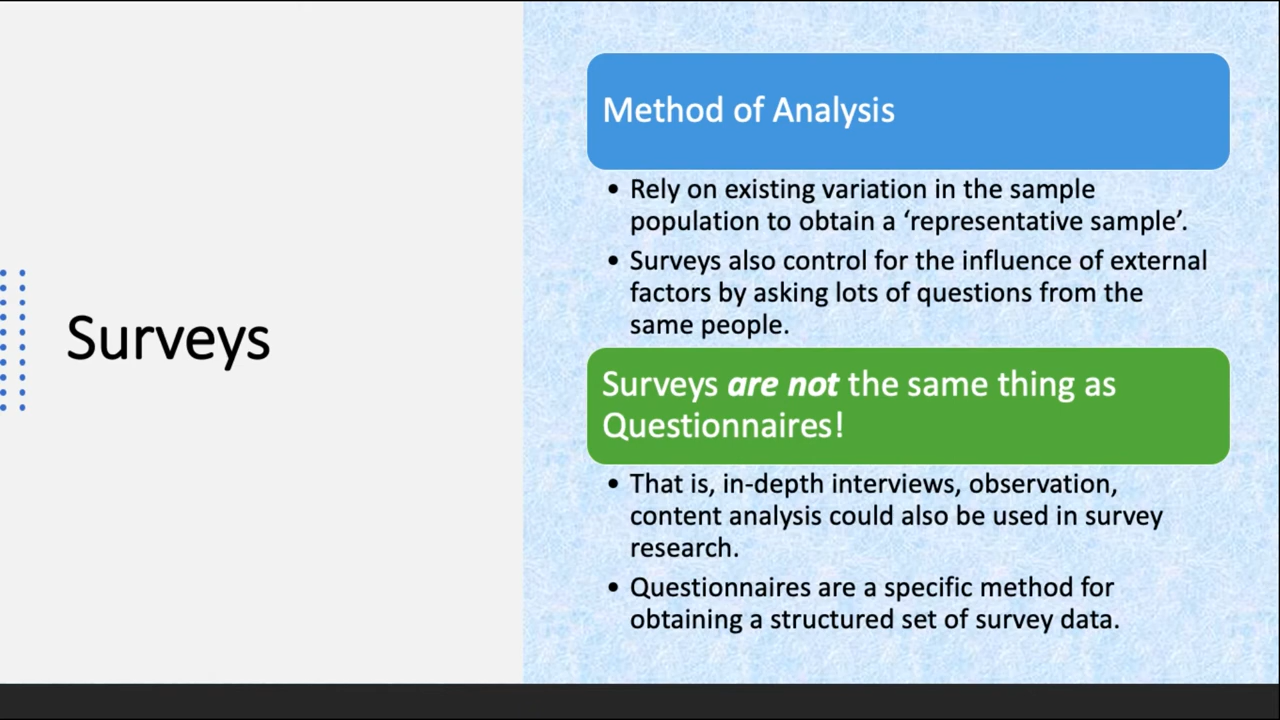 Surveys
Method of Analysis
• Rely on existing variation in the sample
population to obtain a ‘representative sample’.
• Surveys also control for the influence of external
factors by asking lots of questions from the
same people.
Surveys are not the same thing as
Questionnaires!
• That is, in-depth interviews, observation,
content analysis could also be used in survey
research.
• Questionnaires are a specific method for
obtaining a structured set of survey data.